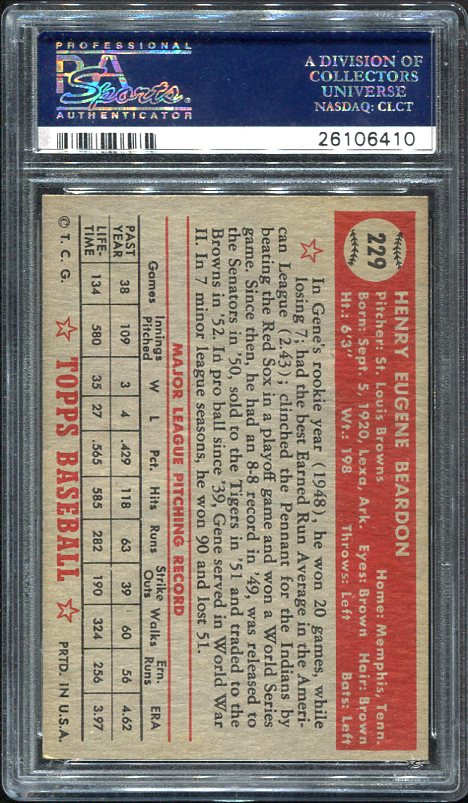 PROFESSIONAL
PSA
Sports
AUTHENTICATOR
A DIVISION OF
COLLECTORS
UNIVERSE
NASDAQ: CLCT
26106410
229
HENRY EUGENE BEARDON
Pitcher: St. Louis Browns Home: Memphis, Tenn.
Born: Sept. 5, 1920, Lexa, Ark. Eyes: Brown Hair: Brown
Ht.: 6'3" Wt.: 198 Throws: Left Bats: Left
In Gene's rookie year (1948), he won 20 games, while
losing 7; had the best Earned Run Average in the Ameri-
can League (2.43); clinched the Pennant for the Indians by
beating the Red Sox in a playoff game and won a World Series
game. Since then, he had an 8-8 record in '49, was released to
the Senators in '50, sold to the Tigers in '51 and traded to the
Browns in '52. In pro ball since '39, Gene served in World War
II. In 7 minor league seasons, he won 90 and lost 51.
MAJOR LEAGUE PITCHING RECORD
Games Innings Pitched W L Pct. Hits Runs Strike Outs Walks Ern. Runs ERA
PAST YEAR 38 109 3 4 .429 118 63 39 60 56 4.62
LIFE-TIME 134 580 35 27 .565 585 282 190 324 256 3.97
© T. C. G. TOPPS BASEBALL PRTD. IN U.S.A.